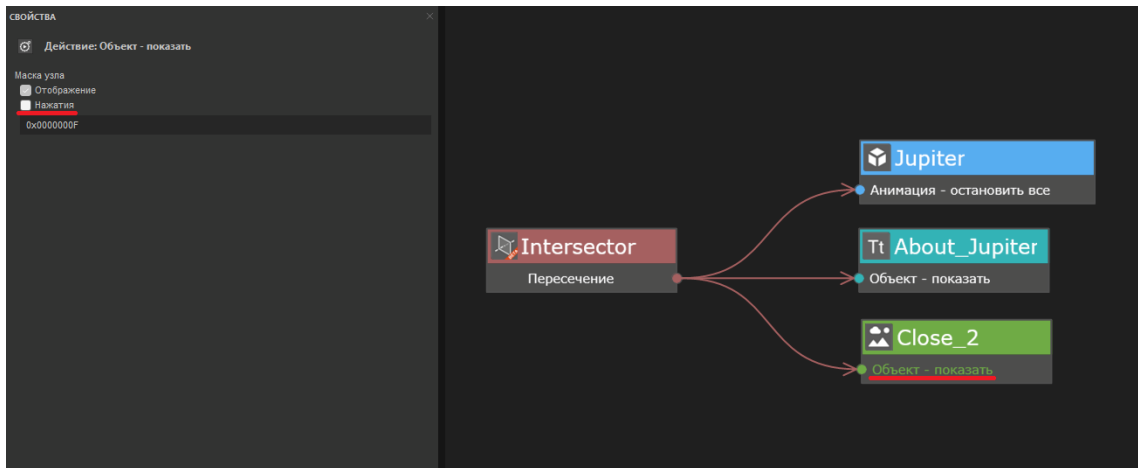 СВОЙСТВА
Действие: Объект - показать
Маска узла
Отображение
Нажатия
0x0000000F
Jupiter
Анимация - остановить все
Intersector
Пересечение
Tt About_Jupiter
Объект - показать
Close_2
Объект - показать